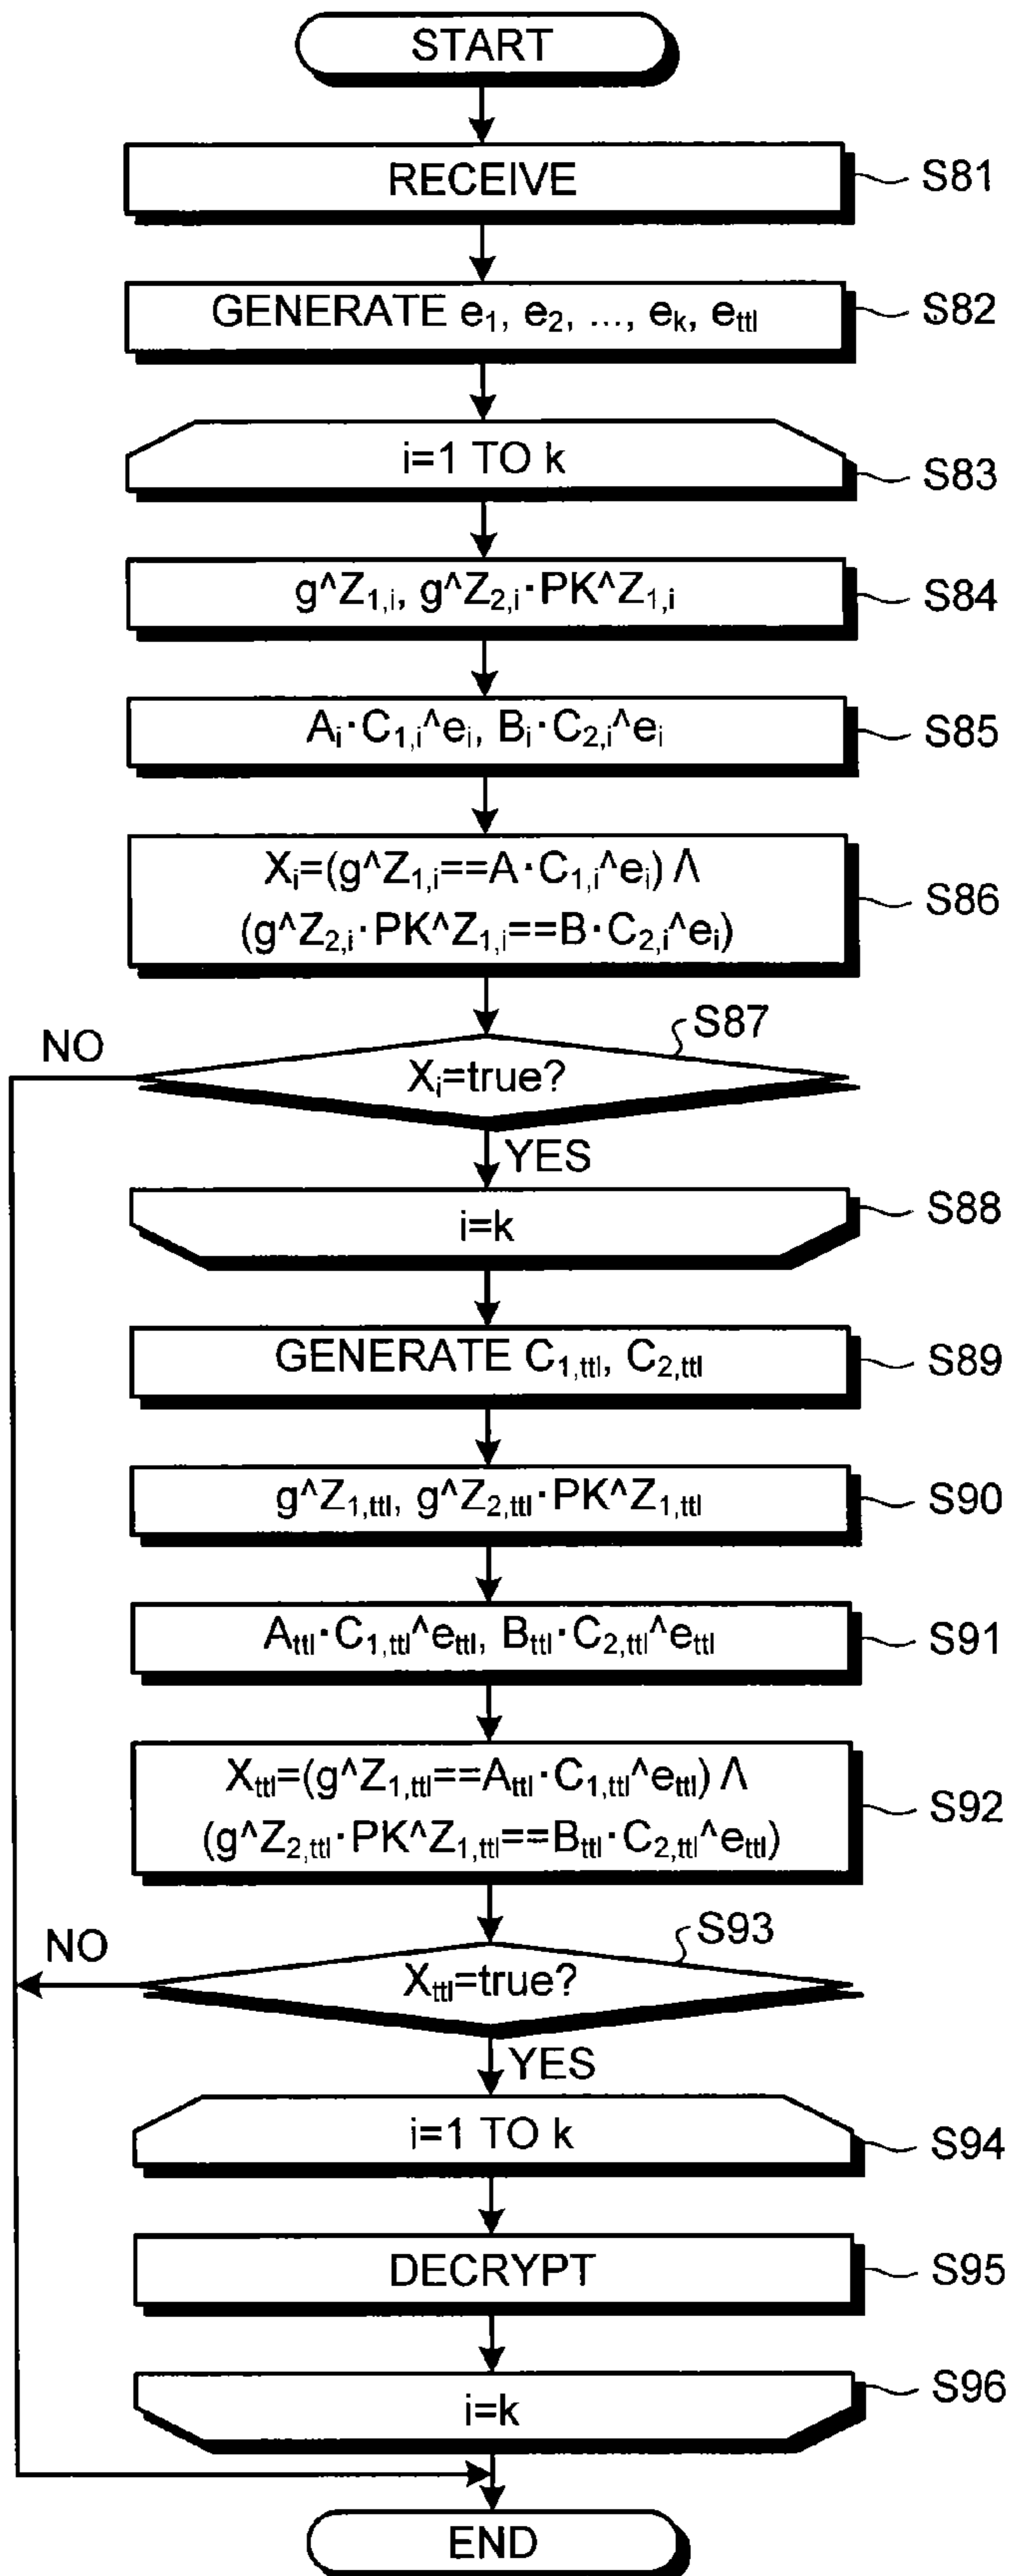 START
RECEIVE
S81
GENERATE e₁, e₂, ..., eₖ, eₜₜₗ
S82
i=1 TO k
S83
g^Z₁,ᵢ, g^Z₂,ᵢ·PK^Z₁,ᵢ
S84
Aᵢ·C₁,ᵢ^eᵢ, Bᵢ·C₂,ᵢ^eᵢ
S85
Xᵢ=(g^Z₁,ᵢ==A·C₁,ᵢ^eᵢ) Λ
(g^Z₂,ᵢ·PK^Z₁,ᵢ==B·C₂,ᵢ^eᵢ)
S86
S87
NO
Xᵢ=true?
YES
i=k
S88
GENERATE C₁,ₜₜₗ, C₂,ₜₜₗ
S89
g^Z₁,ₜₜₗ, g^Z₂,ₜₜₗ·PK^Z₁,ₜₜₗ
S90
Aₜₜₗ·C₁,ₜₜₗ^eₜₜₗ, Bₜₜₗ·C₂,ₜₜₗ^eₜₜₗ
S91
Xₜₜₗ=(g^Z₁,ₜₜₗ==Aₜₜₗ·C₁,ₜₜₗ^eₜₜₗ) Λ
(g^Z₂,ₜₜₗ·PK^Z₁,ₜₜₗ==Bₜₜₗ·C₂,ₜₜₗ^eₜₜₗ)
S92
S93
NO
Xₜₜₗ=true?
YES
i=1 TO k
S94
DECRYPT
S95
i=k
S96
END